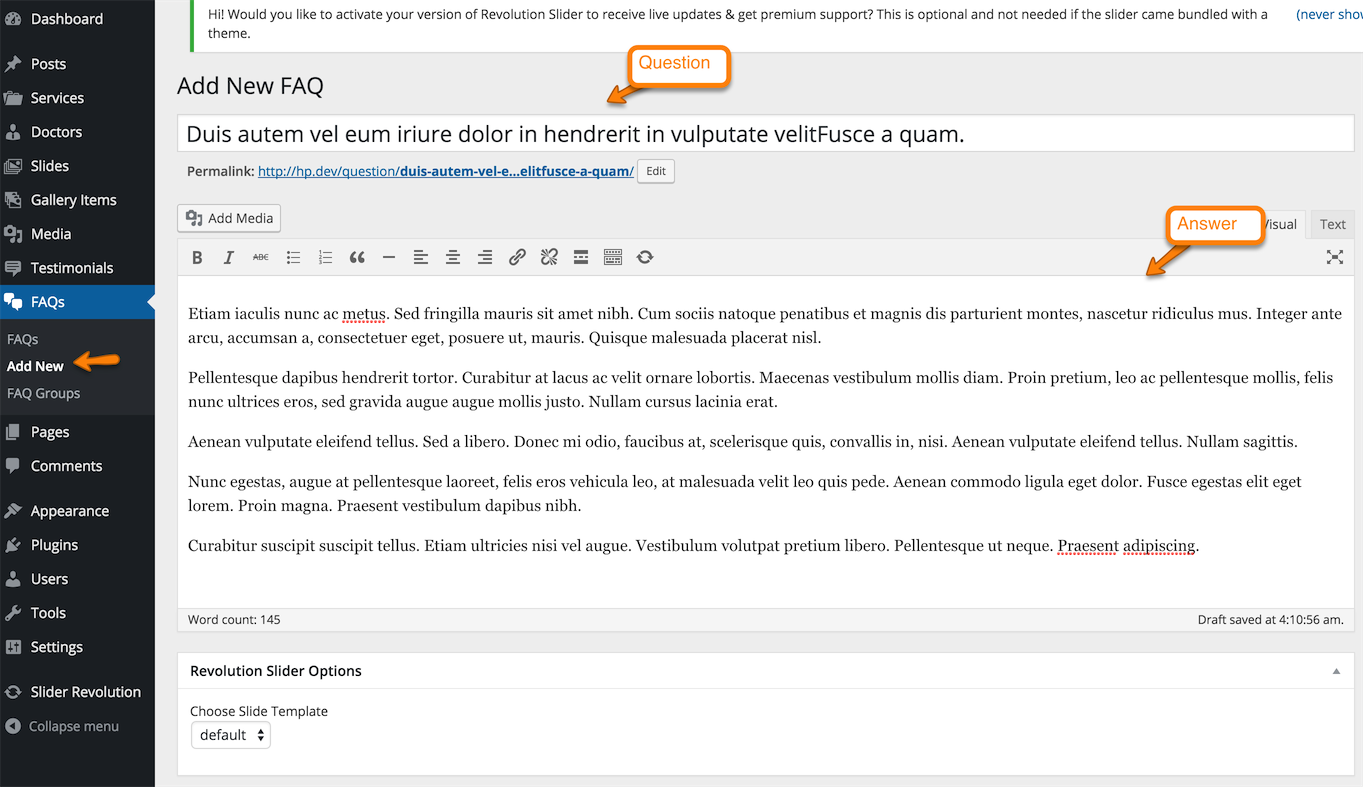 Dashboard
Posts
Services
Doctors
Slides
Gallery Items
Media
Testimonials
FAQs
FAQs
Add New
FAQ Groups
Pages
Comments
Appearance
Plugins
Users
Tools
Settings
Slider Revolution
Collapse menu
Hi! Would you like to activate your version of Revolution Slider to receive live updates & get premium support? This is optional and not needed if the slider came bundled with a
theme.
(never show
Question
Add New FAQ
Duis autem vel eum iriure dolor in hendrerit in vulputate velitFusce a quam.
Permalink: http://hp.dev/question/duis-autem-vel-e...elitfusce-a-quam/ Edit
Add Media
Answer
Visual Text
B I ABC
Etiam iaculis nunc ac metus. Sed fringilla mauris sit amet nibh. Cum sociis natoque penatibus et magnis dis parturient montes, nascetur ridiculus mus. Integer ante
arcu, accumsan a, consectetuer eget, posuere ut, mauris. Quisque malesuada placerat nisl.
Pellentesque dapibus hendrerit tortor. Curabitur at lacus ac velit ornare lobortis. Maecenas vestibulum mollis diam. Proin pretium, leo ac pellentesque mollis, felis
nunc ultrices eros, sed gravida augue augue mollis justo. Nullam cursus lacinia erat.
Aenean vulputate eleifend tellus. Sed a libero. Donec mi odio, faucibus at, scelerisque quis, convallis in, nisi. Aenean vulputate eleifend tellus. Nullam sagittis.
Nunc egestas, augue at pellentesque laoreet, felis eros vehicula leo, at malesuada velit leo quis pede. Aenean commodo ligula eget dolor. Fusce egestas elit eget
lorem. Proin magna. Praesent vestibulum dapibus nibh.
Curabitur suscipit suscipit tellus. Etiam ultricies nisi vel augue. Vestibulum volutpat pretium libero. Pellentesque ut neque. Praesent adipiscing.
Word count: 145
Draft saved at 4:10:56 am.
Revolution Slider Options
Choose Slide Template
default